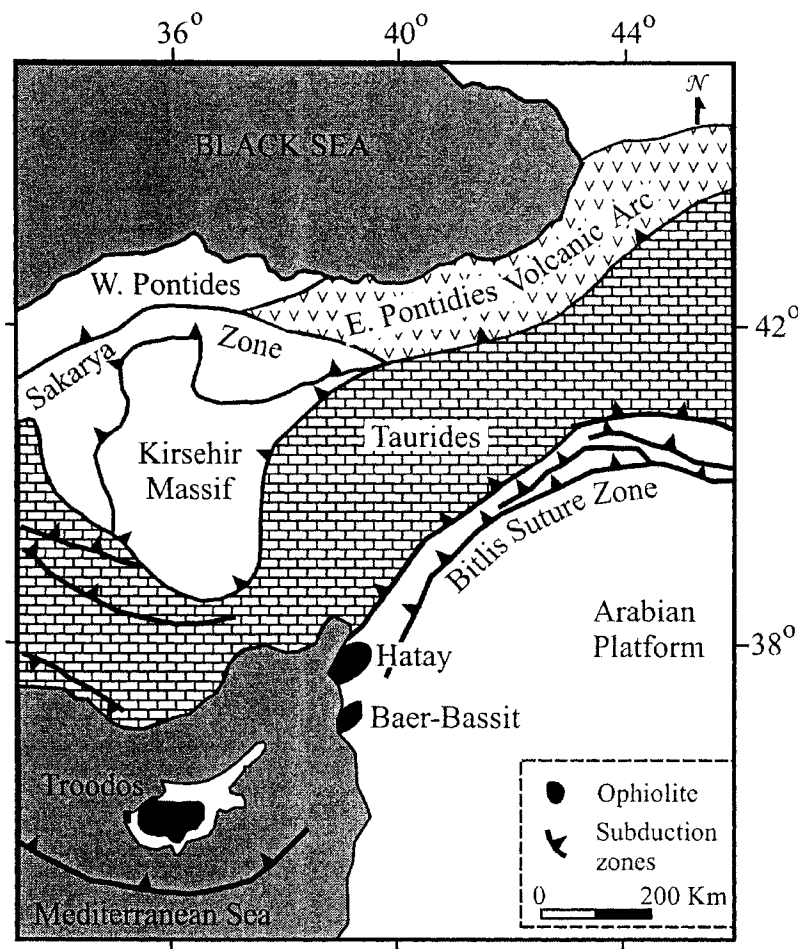 36°
40°
44°
N
BLACK SEA
W. Pontides
E. Pontidies Volcanic Arc
42°
Sakarya Zone
Taurides
Kirsehir
Massif
Bitlis Suture Zone
Arabian
Platform
38°
Hatay
Baer-Bassit
Troodos
Ophiolite
Subduction
zones
0 200 Km
Mediterranean Sea